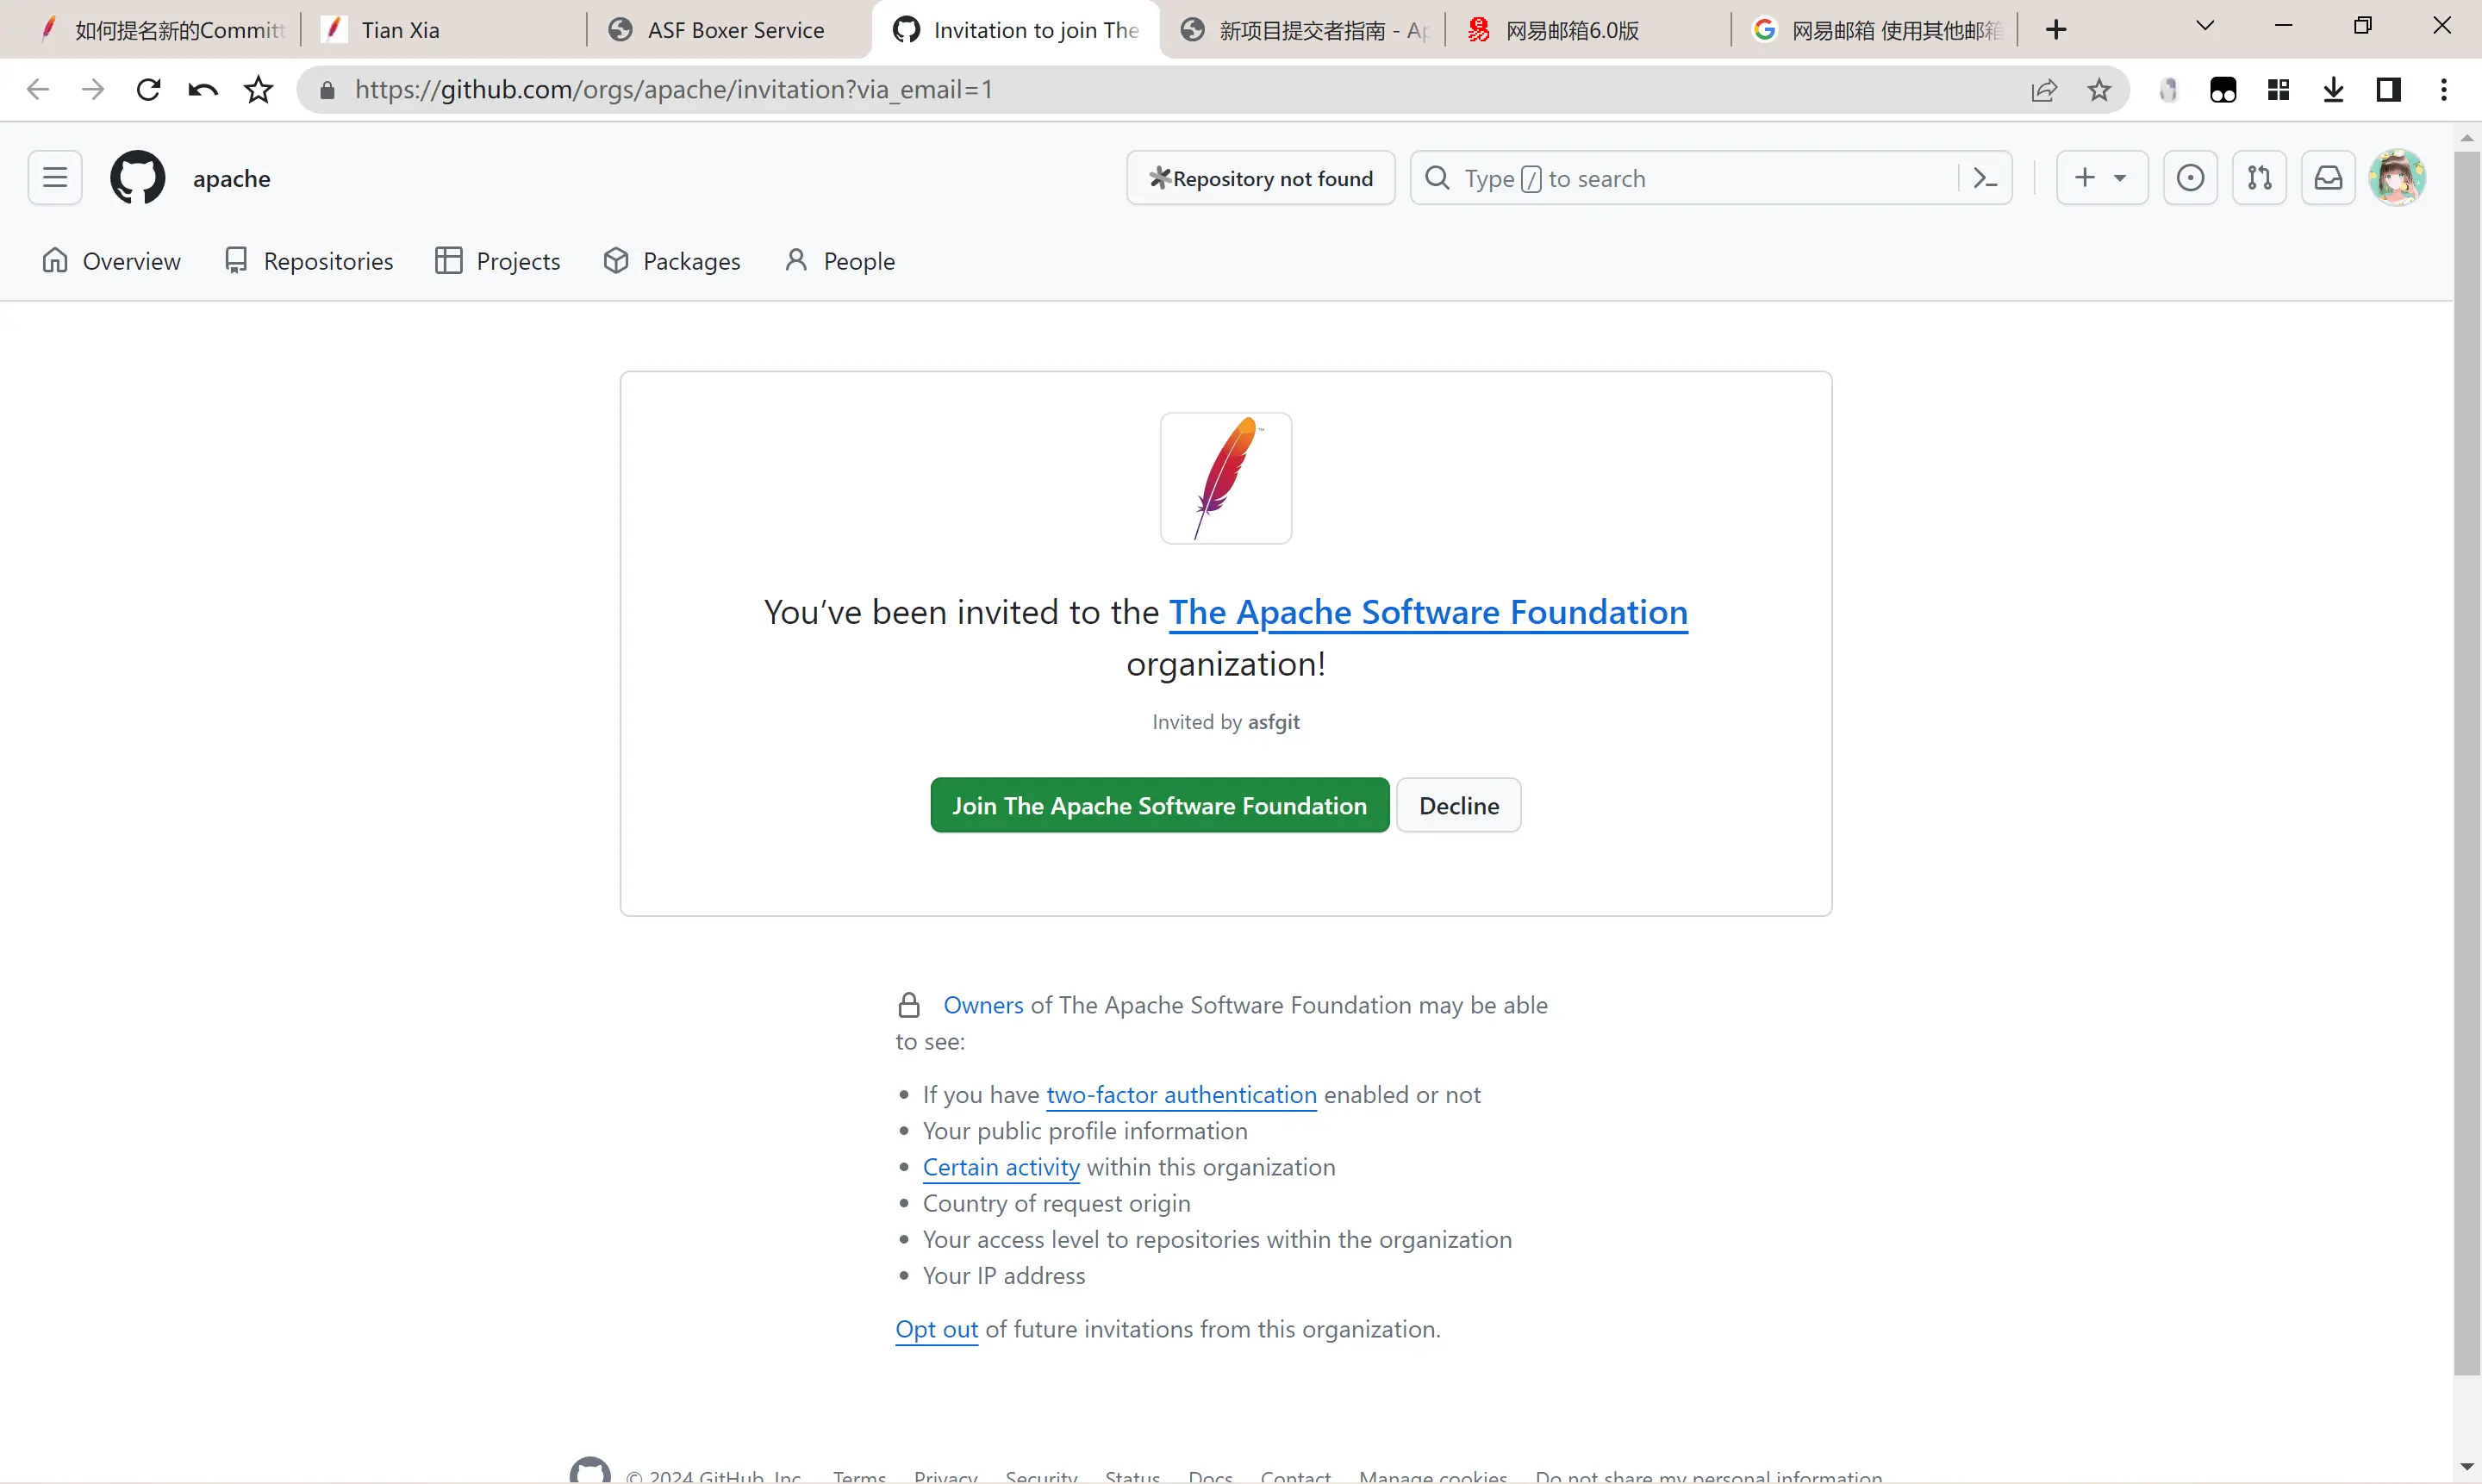 如何提名新的Committ
Tian Xia
ASF Boxer Service
Invitation to join The
新项目提交者指南 - Ap
网易邮箱6.0版
网易邮箱 使用其他邮箱
https://github.com/orgs/apache/invitation?via_email=1
apache
Repository not found
Type / to search
Overview
Repositories
Projects
Packages
People
You’ve been invited to the The Apache Software Foundation
organization!
Invited by asfgit
Join The Apache Software Foundation
Decline
Owners of The Apache Software Foundation may be able
to see:
If you have two-factor authentication enabled or not
Your public profile information
Certain activity within this organization
Country of request origin
Your access level to repositories within the organization
Your IP address
Opt out of future invitations from this organization.
© 2024 GitHub, Inc.
Terms
Privacy
Security
Status
Docs
Contact
Manage cookies
Do not share my personal information